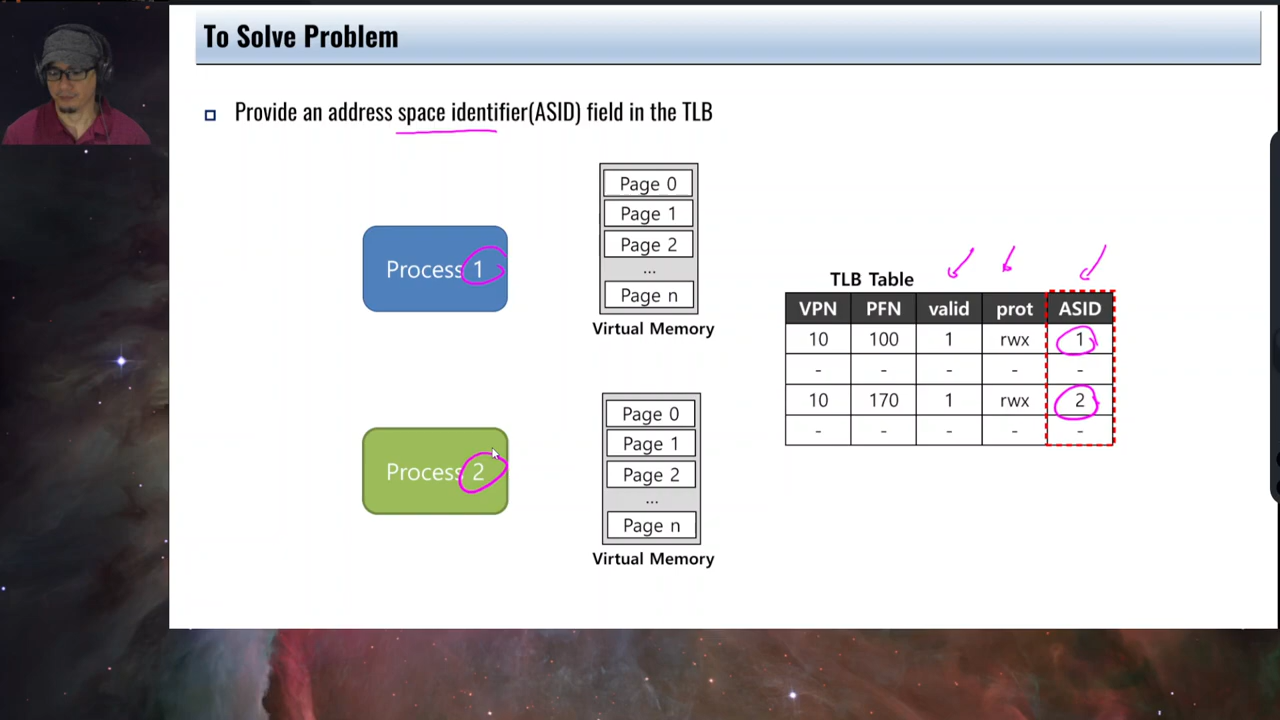 To Solve Problem
Provide an address space identifier(ASID) field in the TLB
Process 1
Page 0
Page 1
Page 2
...
Page n
Virtual Memory
Process 2
Page 0
Page 1
Page 2
...
Page n
Virtual Memory
TLB Table
VPN PFN valid prot ASID
10 100 1 rwx 1
- - - - -
10 170 1 rwx 2
- - - - -